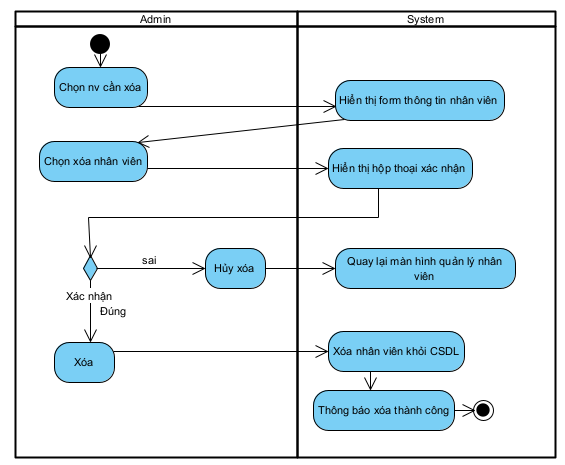 Admin
System
Chọn nv cần xóa
Hiển thị form thông tin nhân viên
Chọn xóa nhân viên
Hiển thị hộp thoại xác nhận
sai
Hủy xóa
Quay lại màn hình quản lý nhân
viên
Xác nhận
Đúng
Xóa
Xóa nhân viên khỏi CSDL
Thông báo xóa thành công